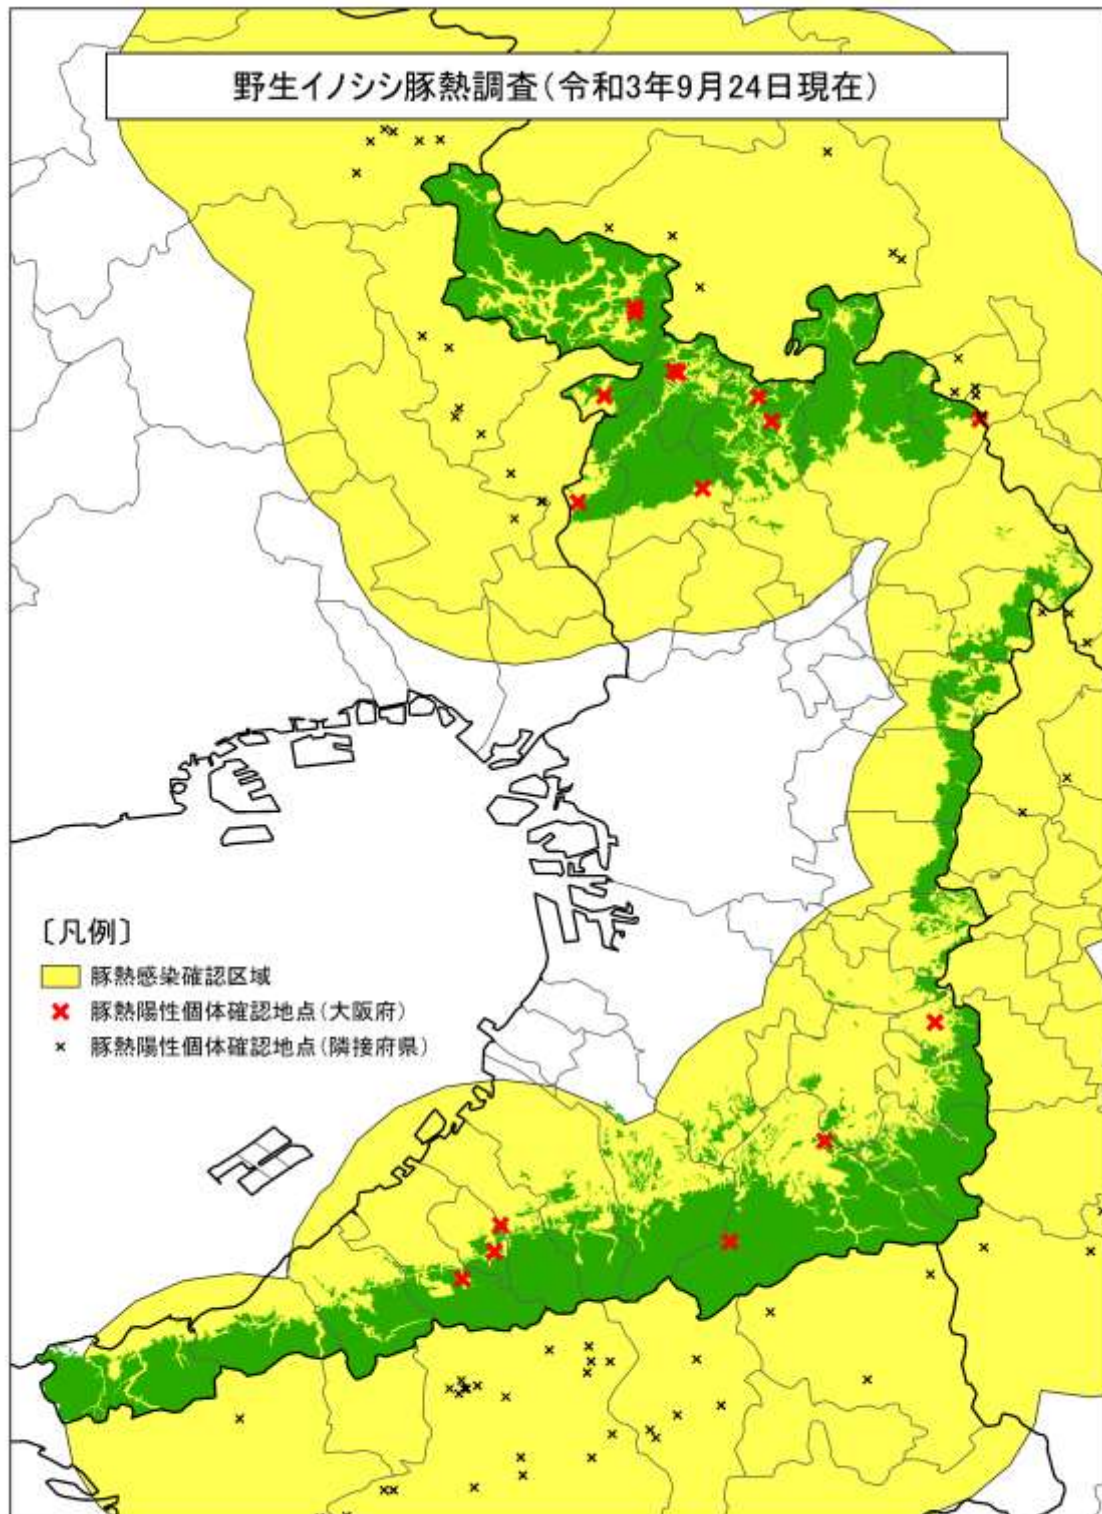 野生イノシシ豚熱調査(令和3年9月24日現在)
〔凡例〕
豚熱感染確認区域
豚熱陽性個体確認地点(大阪府)
豚熱陽性個体確認地点(隣接府県)